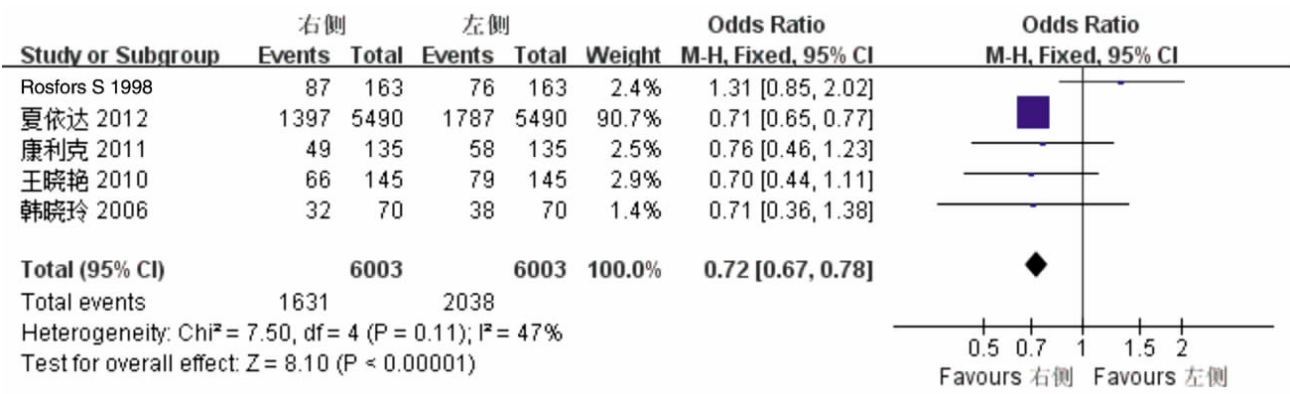 右侧 左侧 Odds Ratio Odds Ratio
Study or Subgroup Events Total Events Total Weight M-H, Fixed, 95% CI M-H, Fixed, 95% CI
Rosfors S 1998 87 163 76 163 2.4% 1.31 [0.85, 2.02]
夏依达 2012 1397 5490 1787 5490 90.7% 0.71 [0.65, 0.77]
康利克 2011 49 135 58 135 2.5% 0.76 [0.46, 1.23]
王晓艳 2010 66 145 79 145 2.9% 0.70 [0.44, 1.11]
韩晓玲 2006 32 70 38 70 1.4% 0.71 [0.36, 1.38]
Total (95% CI) 6003 6003 100.0% 0.72 [0.67, 0.78]
Total events 1631 2038
Heterogeneity: Chi² = 7.50, df = 4 (P = 0.11); I² = 47%
Test for overall effect: Z = 8.10 (P < 0.00001)
0.5 0.7 1 1.5 2
Favours 右侧 Favours 左侧